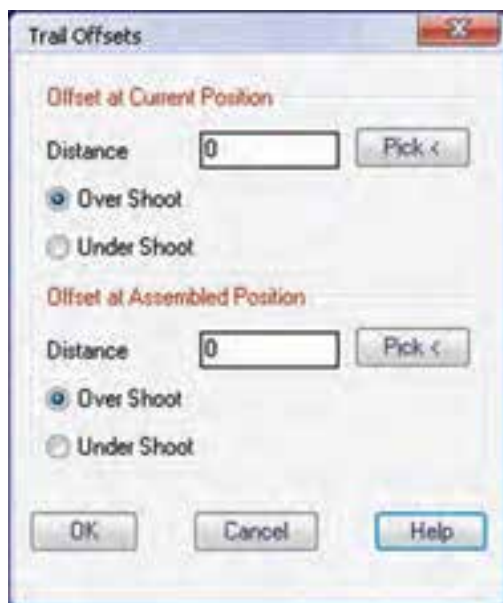 Trail Offsets
Offset at Current Position
Distance 0 Pick <
Over Shoot
Under Shoot
Offset at Assembled Position
Distance 0 Pick <
Over Shoot
Under Shoot
OK Cancel Help